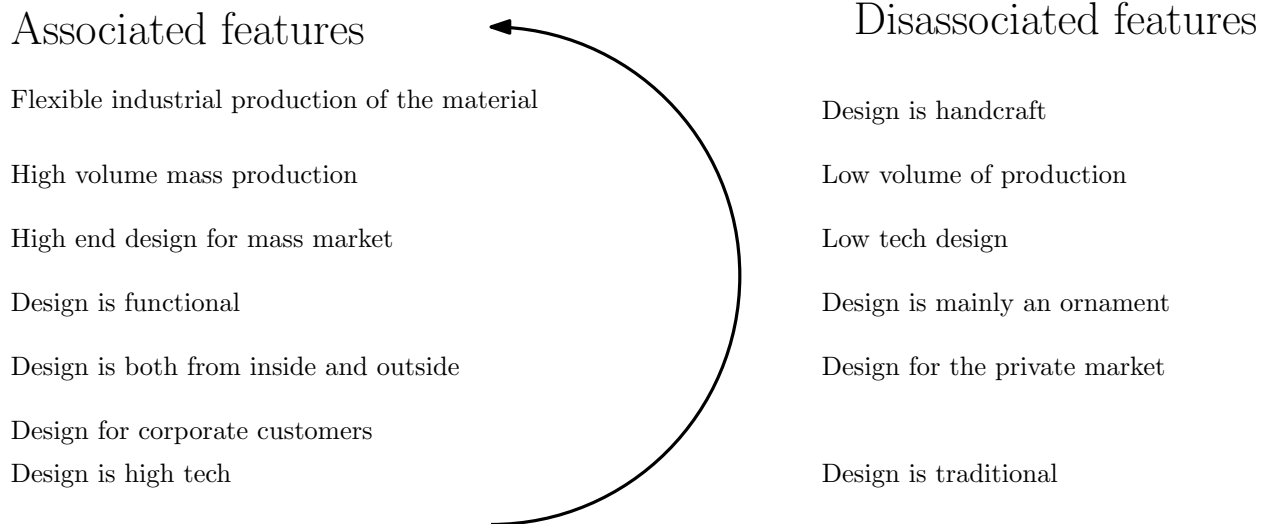 Associated features
Disassociated features
Flexible industrial production of the material
Design is handcraft
High volume mass production
Low volume of production
High end design for mass market
Low tech design
Design is functional
Design is mainly an ornament
Design is both from inside and outside
Design for the private market
Design for corporate customers
Design is high tech
Design is traditional